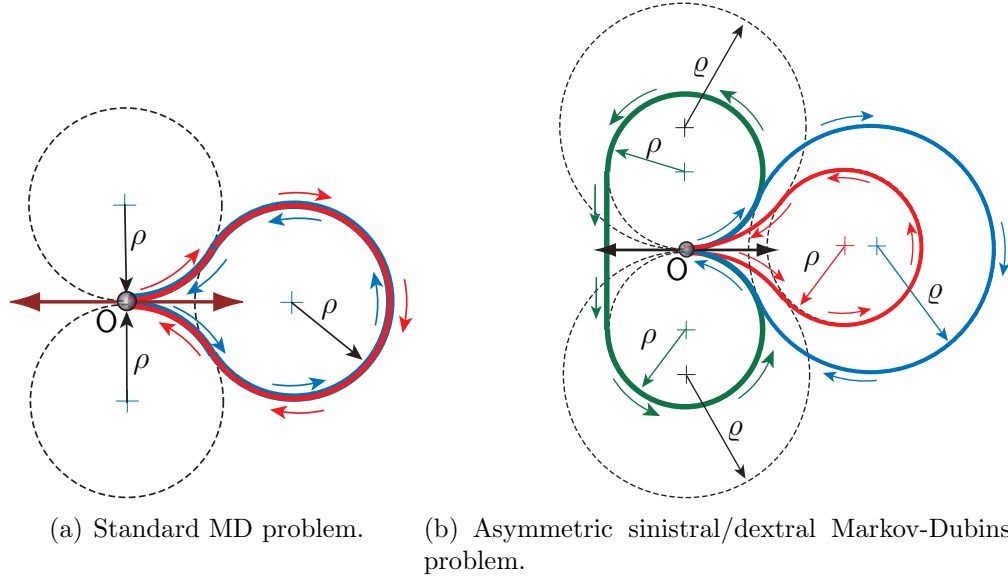 ρ
O
ρ
ρ
ϱ
ρ
O
ρ
ϱ
ρ
ϱ
(a) Standard MD problem.
(b) Asymmetric sinistral/dextral Markov-Dubins
problem.